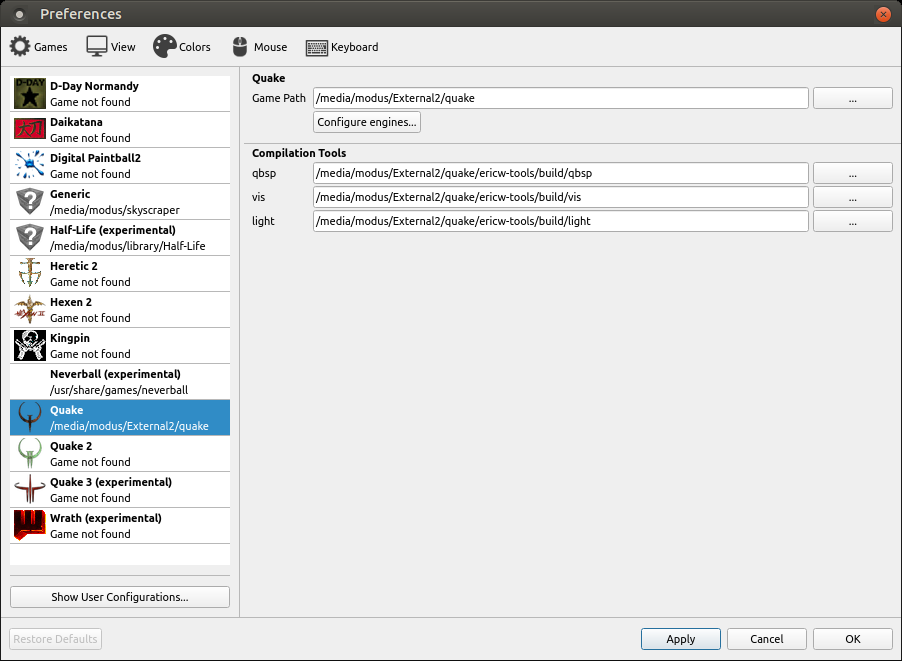 Preferences
Games View Colors Mouse Keyboard
D-DAY
D-Day Normandy
Game not found
Daikatana
Game not found
Digital Paintball2
Game not found
Generic
/media/modus/skyscraper
Half-Life (experimental)
/media/modus/library/Half-Life
Heretic 2
Game not found
HEXEN II
Hexen 2
Game not found
Kingpin
Game not found
Neverball (experimental)
/usr/share/games/neverball
Quake
/media/modus/External2/quake
Quake 2
Game not found
Quake 3 (experimental)
Game not found
Wrath (experimental)
Game not found
Show User Configurations...
Quake
Game Path /media/modus/External2/quake ...
Configure engines...
Compilation Tools
qbsp /media/modus/External2/quake/ericw-tools/build/qbsp ...
vis /media/modus/External2/quake/ericw-tools/build/vis ...
light /media/modus/External2/quake/ericw-tools/build/light ...
Restore Defaults Apply Cancel OK